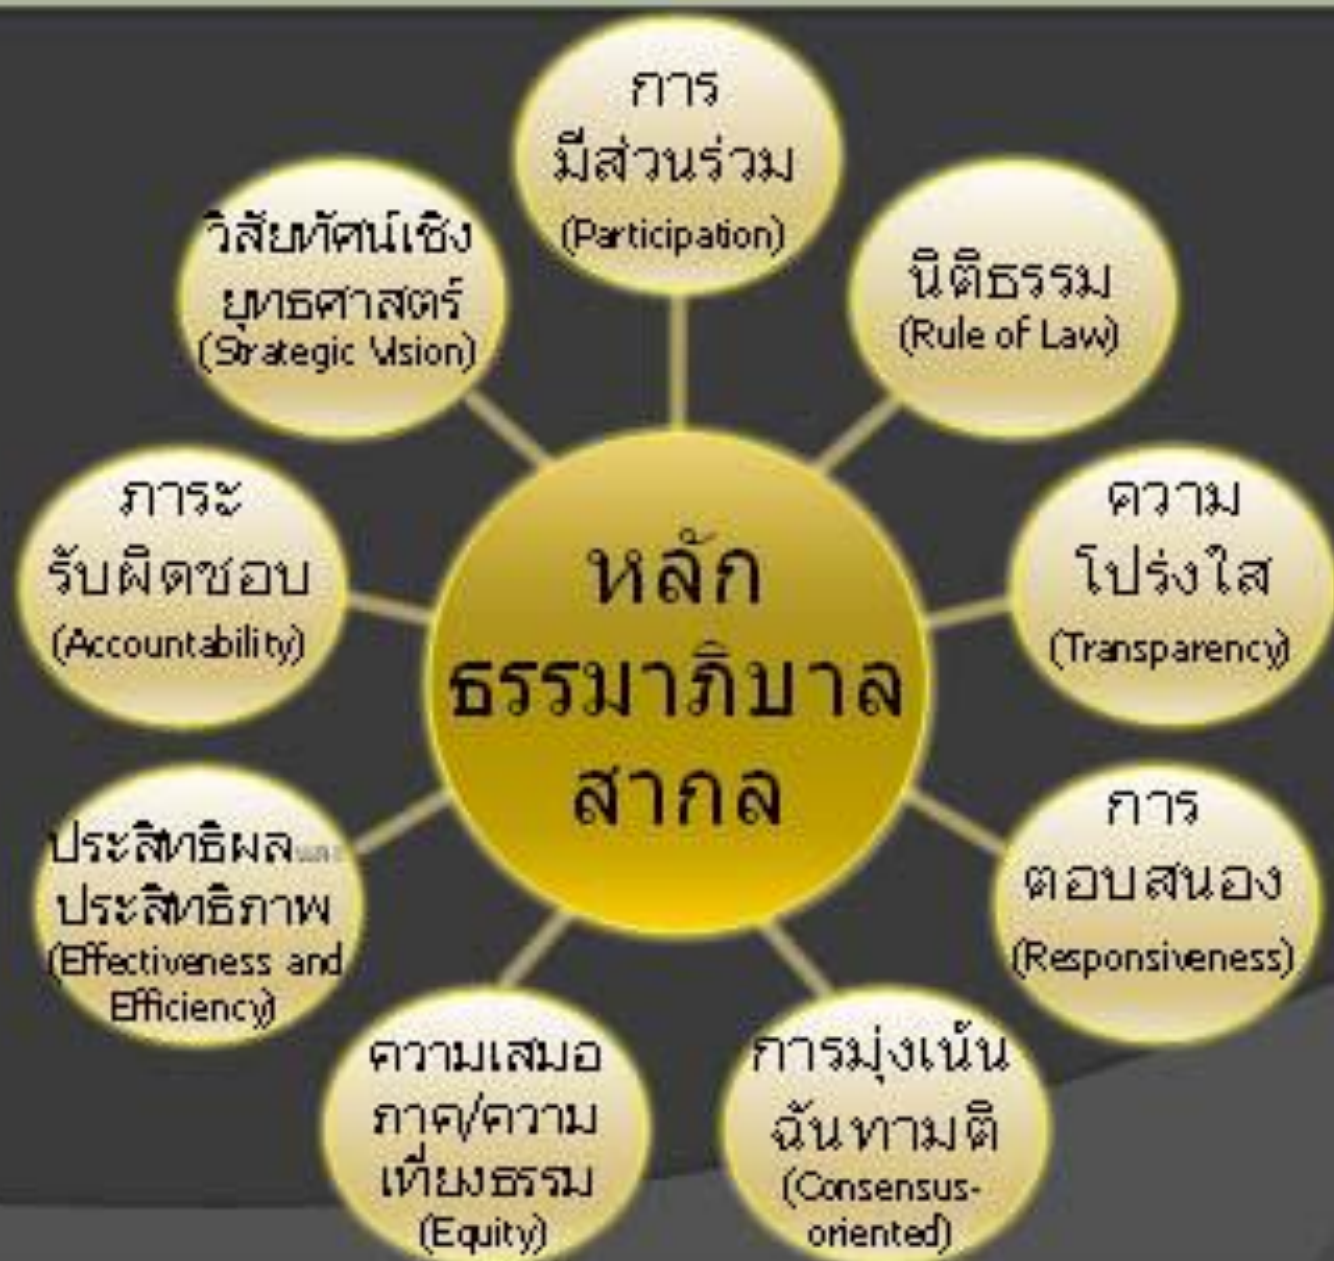 การ
มีส่วนร่วม
(Participation)
นิติธรรม
(Rule of Law)
ความ
โปร่งใส
(Transparency)
การ
ตอบสนอง
(Responsiveness)
การมุ่งเน้น
ฉันทามติ
(Consensus-
oriented)
ความเสมอ
ภาค/ความ
เที่ยงธรรม
(Equity)
ประสิทธิผลและ
ประสิทธิภาพ
(Effectiveness and
Efficiency)
ภาระ
รับผิดชอบ
(Accountability)
วิสัยทัศน์เชิง
ยุทธศาสตร์
(Strategic Vision)
หลัก
ธรรมาภิบาล
สากล